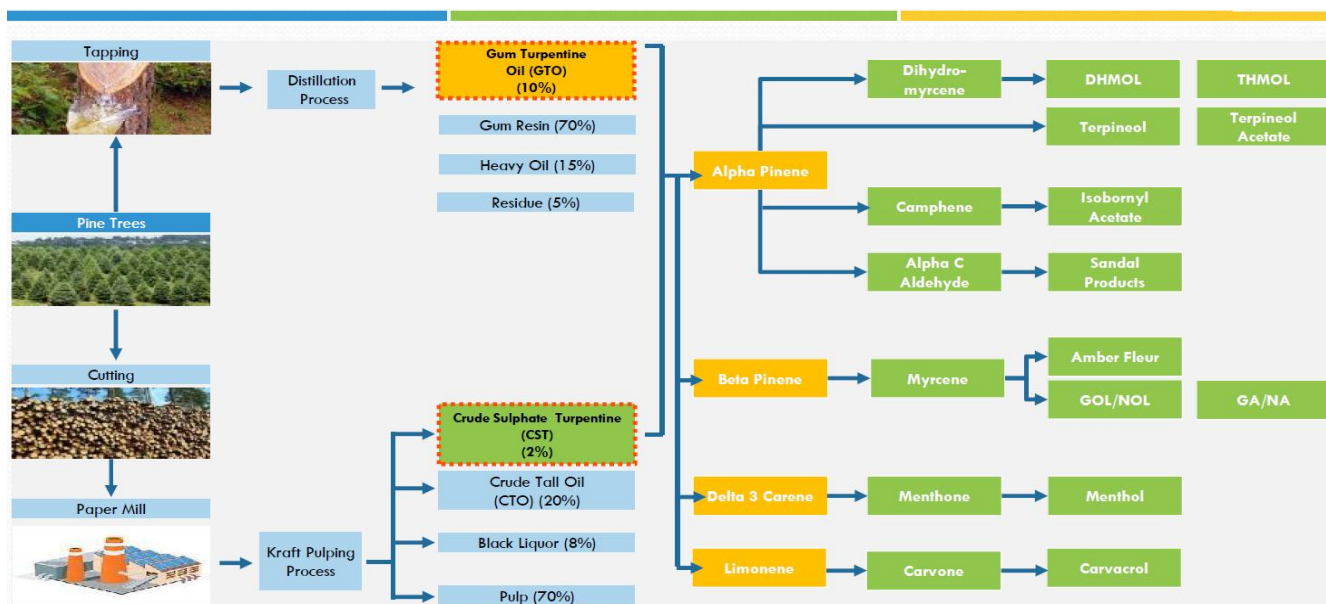 Tapping
Distillation
Process
Gum Turpentine
Oil (GTO)
(10%)
Gum Resin (70%)
Heavy Oil (15%)
Residue (5%)
Pine Trees
Cutting
Paper Mill
Kraft Pulping
Process
Crude Sulphate Turpentine
(CST)
(2%)
Crude Tall Oil
(CTO) (20%)
Black Liquor (8%)
Pulp (70%)
Alpha Pinene
Dihydro-
myrcene
DHMOL
THMOL
Terpineol
Terpineol
Acetate
Camphene
Isobornyl
Acetate
Alpha C
Aldehyde
Sandal
Products
Beta Pinene
Myrcene
Amber Fleur
GOL/NOL
GA/NA
Delta 3 Carene
Menthone
Menthol
Limonene
Carvone
Carvacrol